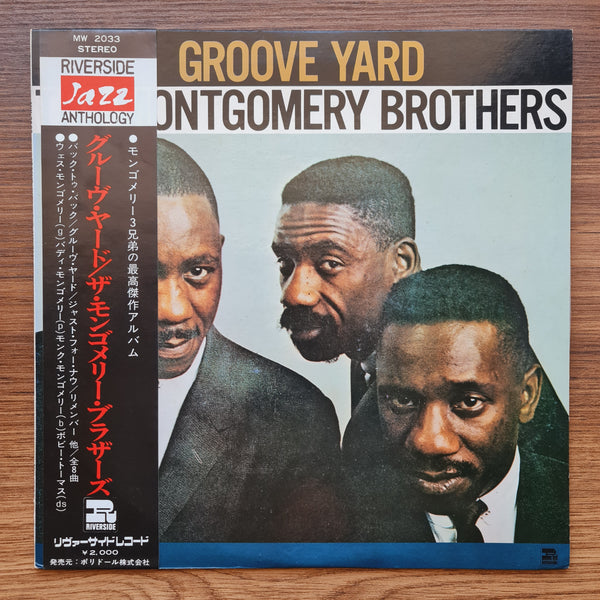 MW 2033
STEREO
RIVERSIDE
Jazz
ANTHOLOGY
GROOVE YARD
ONTGOMERY BROTHERS
●モンゴメリー3兄弟の最高傑作アルバム
グルーヴ・ヤード/ザ・モンゴメリー・ブラザーズ
●バック・トゥ・バック/グルーヴ・ヤード/ジャスト・フォー・ナウ/リメンバー 他/全8曲
●ウェス・モンゴメリー(g)バディ・モンゴメリー(p)モンク・モンゴメリー(b)ボビー・トーマス(ds)
RIVERSIDE
リヴァーサイドレコード
¥2,000
発売元:ポリドール株式会社
RIVERSIDE